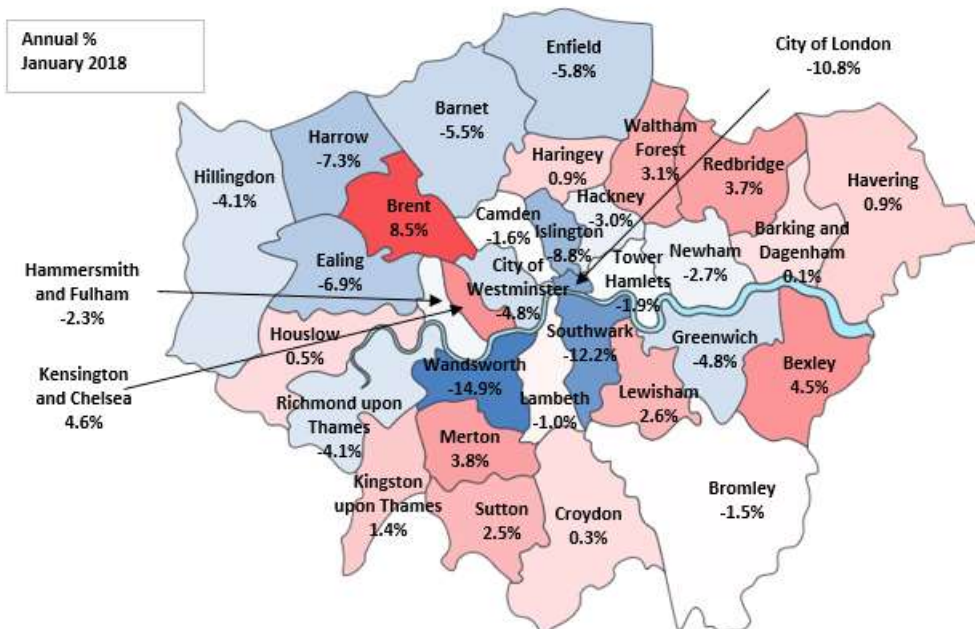 Annual %
January 2018
City of London
-10.8%
Enfield
-5.8%
Barnet
-5.5%
Harrow
-7.3%
Hillingdon
-4.1%
Brent
8.5%
Haringey
0.9%
Waltham
Forest
3.1%
Redbridge
3.7%
Havering
0.9%
Hackney
-3.0%
Camden
-1.6%
Islington
-8.8%
Barking and
Dagenham
0.1%
Newham
-2.7%
Tower
Hamlets
-1.9%
City of
Westminster
-4.8%
Ealing
-6.9%
Hammersmith
and Fulham
-2.3%
Houslow
0.5%
Kensington
and Chelsea
4.6%
Richmond upon
Thames
-4.1%
Wandsworth
-14.9%
Lambeth
-1.0%
Southwark
-12.2%
Lewisham
2.6%
Greenwich
-4.8%
Bexley
4.5%
Merton
3.8%
Kingston
upon Thames
1.4%
Sutton
2.5%
Croydon
0.3%
Bromley
-1.5%